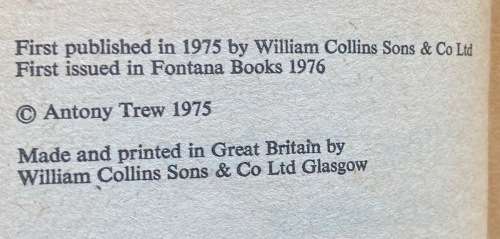 First published in 1975 by William Collins Sons & Co Ltd
First issued in Fontana Books 1976
© Antony Trew 1975
Made and printed in Great Britain by
William Collins Sons & Co Ltd Glasgow